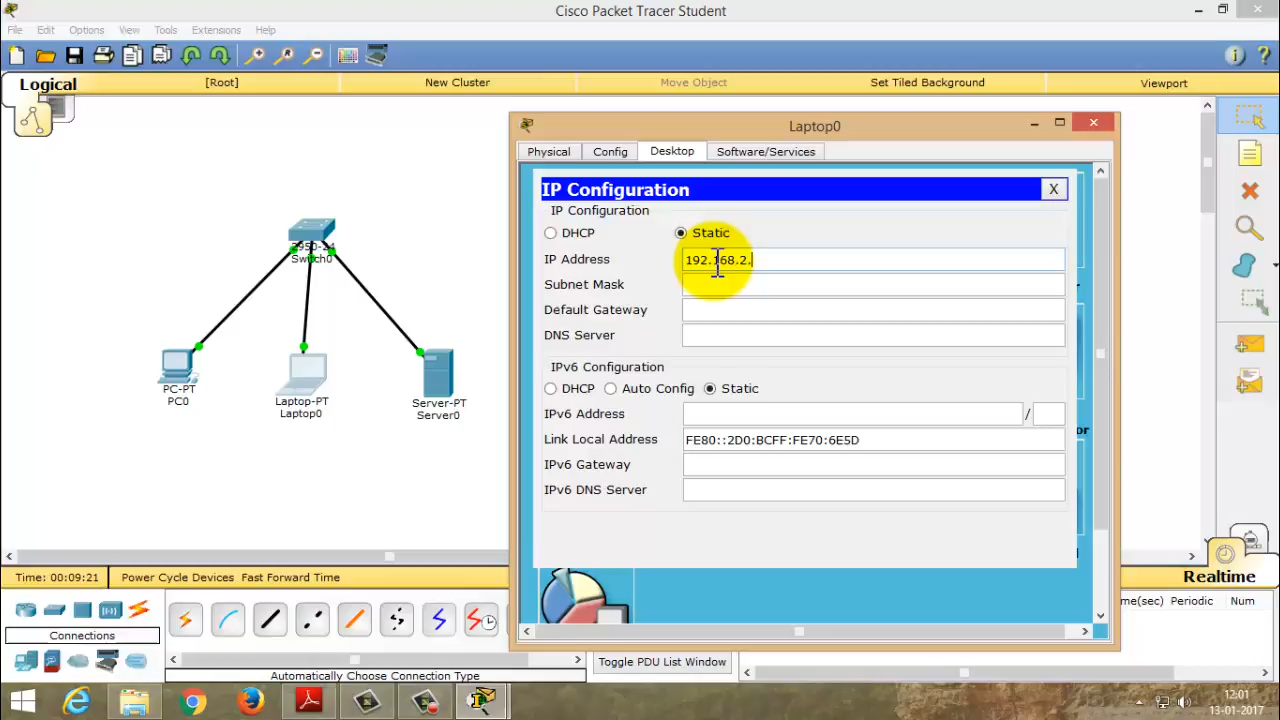 Cisco Packet Tracer Student
File Edit Options View Tools Extensions Help
Logical
[Root]
New Cluster
Move Object
Set Tiled Background
Viewport
Laptop0
Physical Config Desktop Software/Services
IP Configuration
X
IP Configuration
DHCP Static
IP Address 192.168.2.
Subnet Mask
Default Gateway
DNS Server
IPv6 Configuration
DHCP Auto Config Static
IPv6 Address /
Link Local Address FE80::2D0:BCFF:FE70:6E5D
IPv6 Gateway
IPv6 DNS Server
2950-24
Switch0
PC-PT
PC0
Laptop-PT
Laptop0
Server-PT
Server0
Time: 00:09:21 Power Cycle Devices Fast Forward Time
Realtime
Connections
Automatically Choose Connection Type
Toggle PDU List Window
me(sec) Periodic Num
12:01
13-01-2017